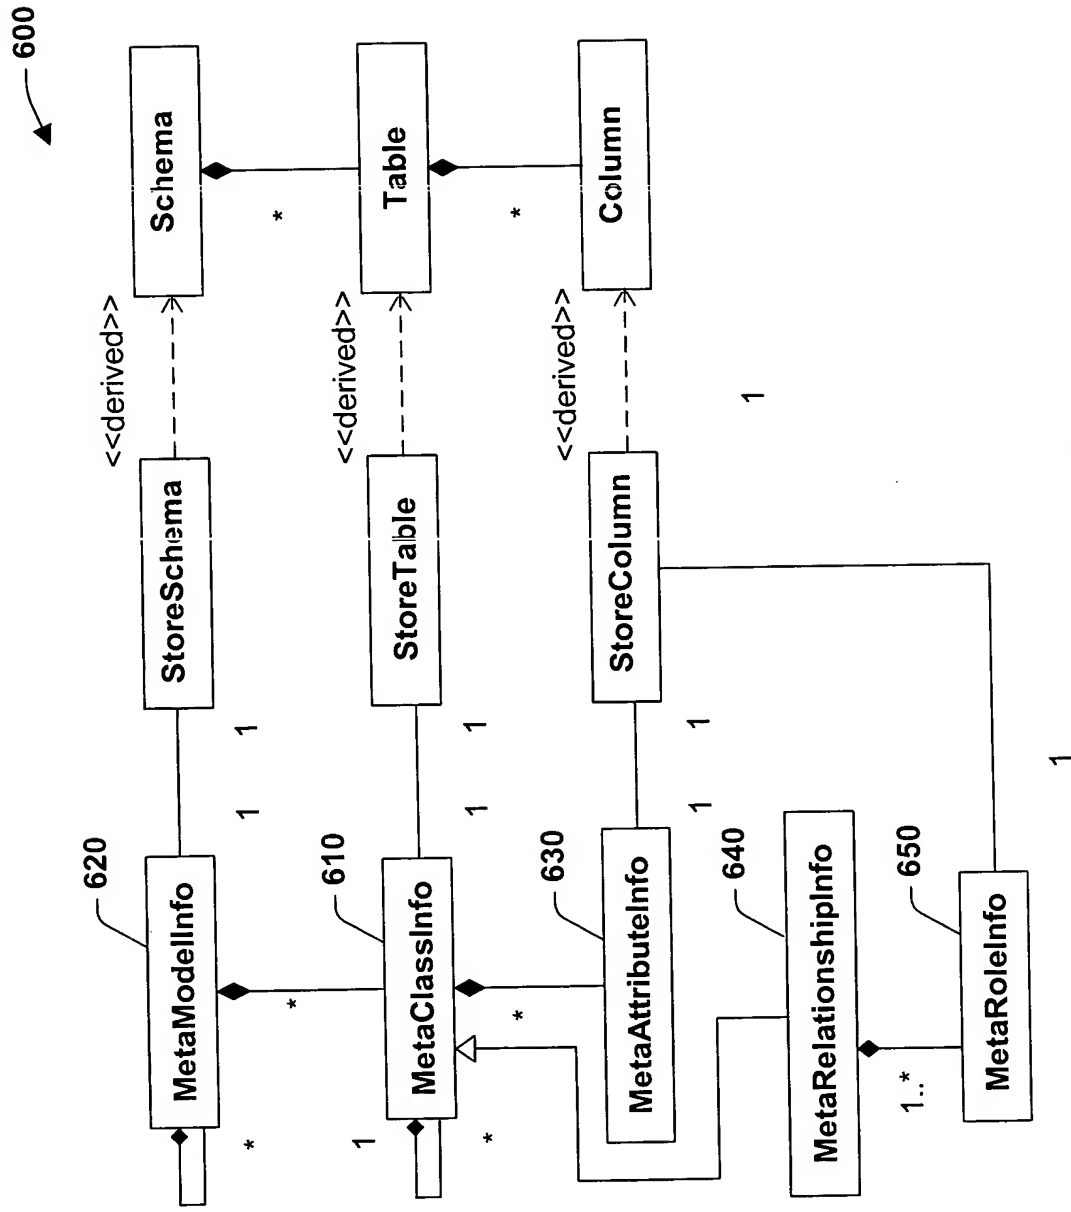 600
620
<<derived>>
MetaModelInfo
StoreSchema
Schema
*
1
1
*
*
610
<<derived>>
1
MetaClassInfo
StoreTable
Table
*
1
1
*
*
630
<<derived>>
MetaAttributeInfo
StoreColumn
Column
1
1
640
1
MetaRelationshipInfo
1..*
650
MetaRoleInfo
1